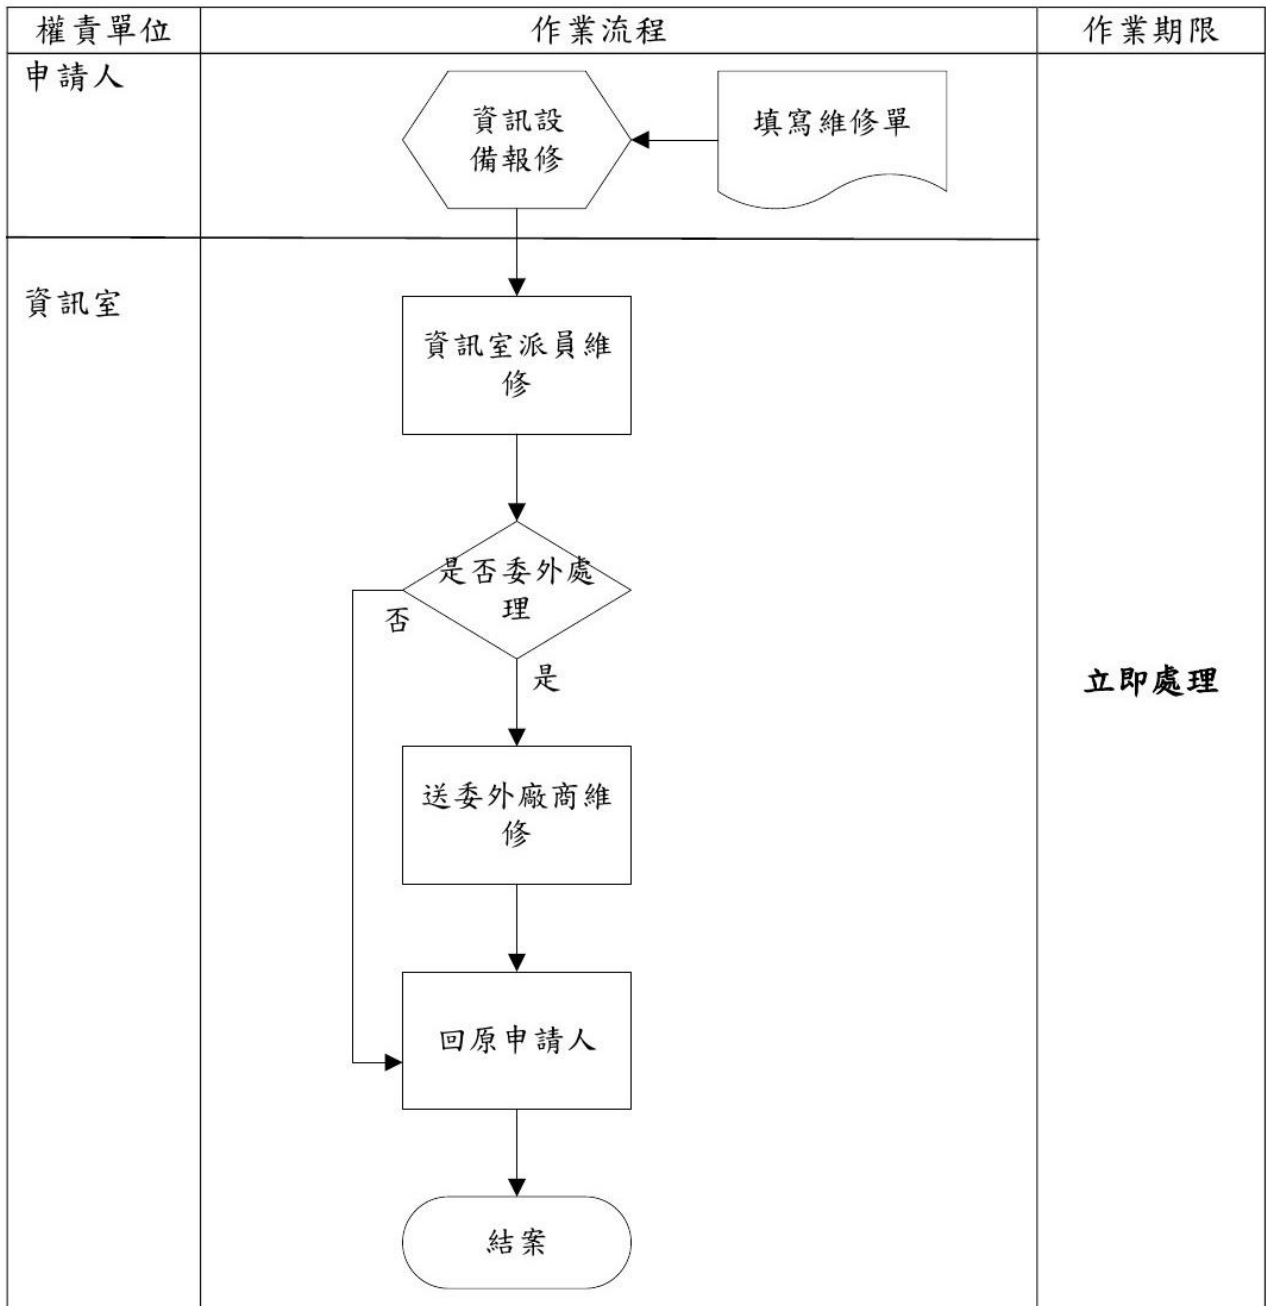 權責單位
作業流程
作業期限
申請人
資訊設
備報修
填寫維修單
資訊室
資訊室派員維
修
是否委外處
理
否
是
立即處理
送委外廠商維
修
回原申請人
結案